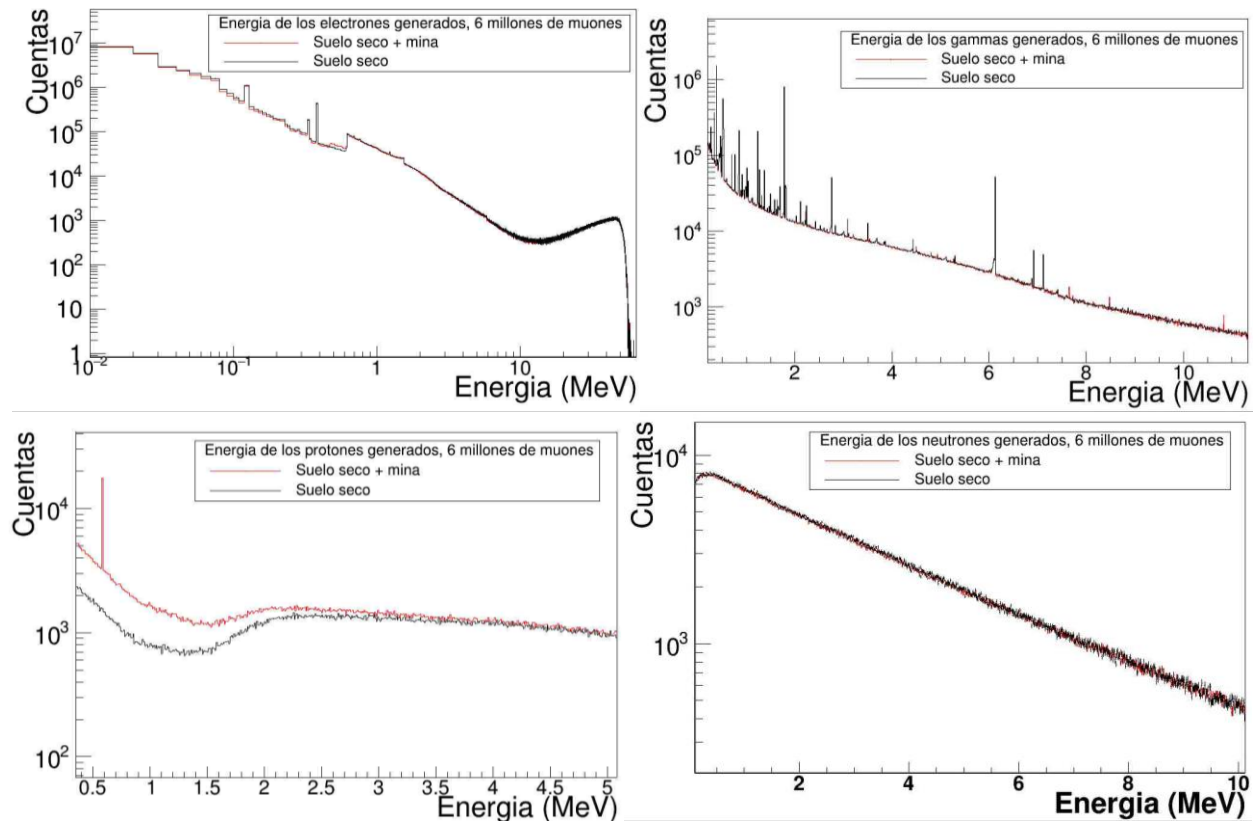 Energia de los electrones generados, 6 millones de muones
Suelo seco + mina
Suelo seco
Cuentas
10^7
10^6
10^5
10^4
10^3
10^2
10
1
10^−2 10^−1 1 10
Energia (MeV)
Energia de los gammas generados, 6 millones de muones
Suelo seco + mina
Suelo seco
Cuentas
10^6
10^5
10^4
10^3
2 4 6 8 10
Energia (MeV)
Energia de los protones generados, 6 millones de muones
Suelo seco + mina
Suelo seco
Cuentas
10^4
10^3
10^2
0.5 1 1.5 2 2.5 3 3.5 4 4.5 5
Energia (MeV)
Energia de los neutrones generados, 6 millones de muones
Suelo seco + mina
Suelo seco
Cuentas
10^4
10^3
2 4 6 8 10
Energia (MeV)